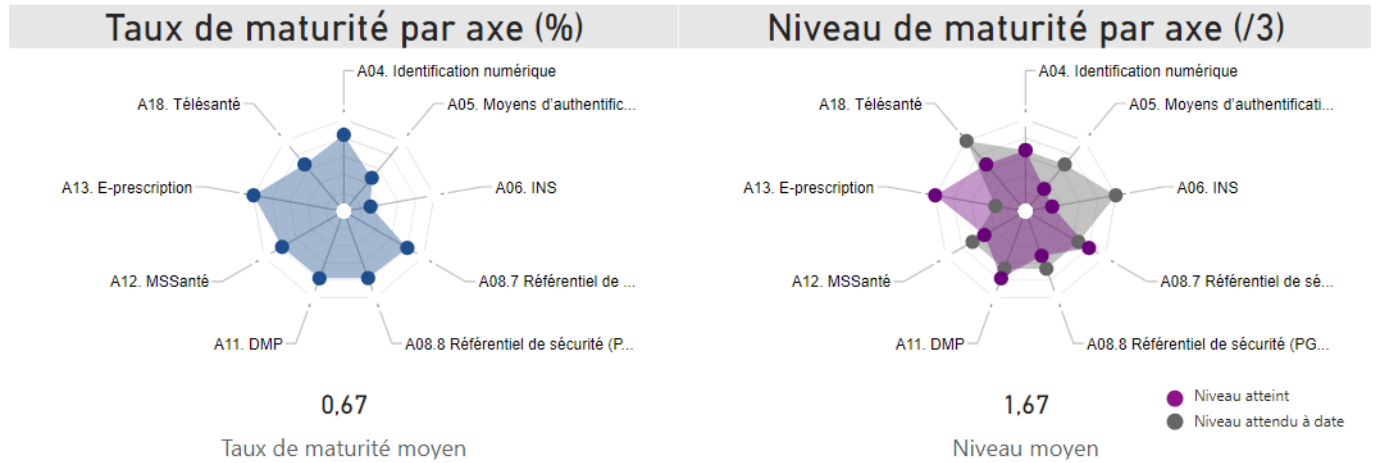 Taux de maturité par axe (%)
A04. Identification numérique
A18. Télésanté
A05. Moyens d'authentific...
A13. E-prescription
A06. INS
A12. MSSanté
A08.7 Référentiel de ...
A11. DMP
A08.8 Référentiel de sécurité (P...
0,67
Taux de maturité moyen
Niveau de maturité par axe (/3)
A04. Identification numérique
A18. Télésanté
A05. Moyens d'authentificati...
A13. E-prescription
A06. INS
A12. MSSanté
A08.7 Référentiel de sé...
A11. DMP
A08.8 Référentiel de sécurité (PG...
1,67
Niveau moyen
Niveau atteint
Niveau attendu à date